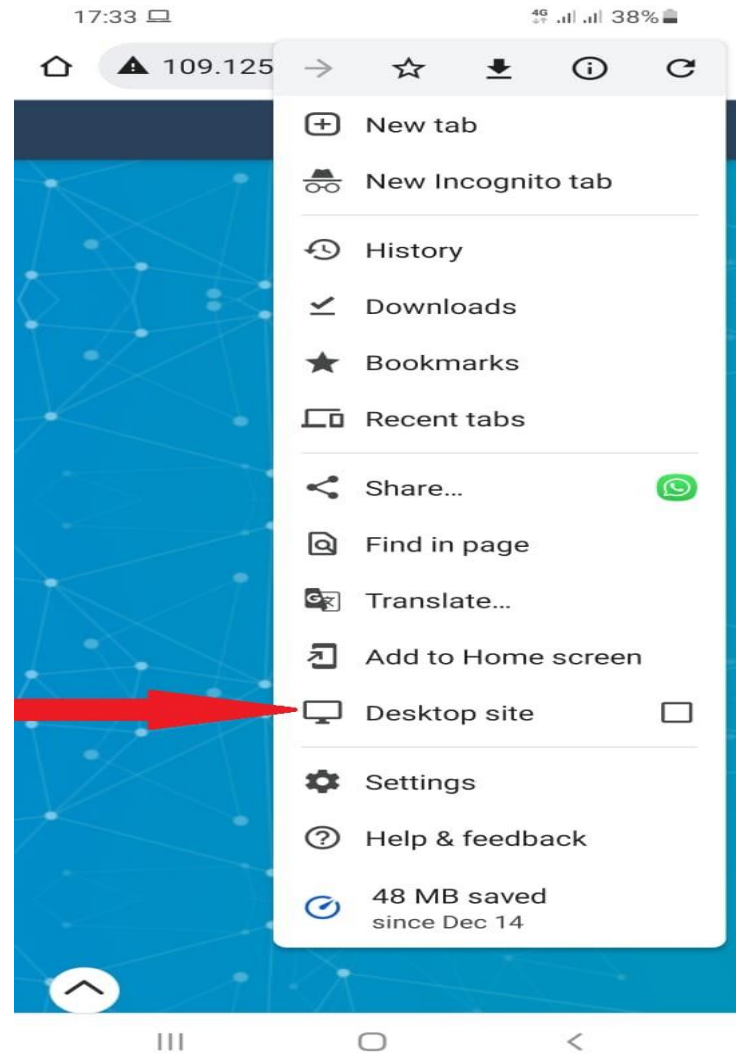 17:33
4G 38%
109.125
New tab
New Incognito tab
History
Downloads
Bookmarks
Recent tabs
Share...
Find in page
Translate...
Add to Home screen
Desktop site
Settings
Help & feedback
48 MB saved
since Dec 14